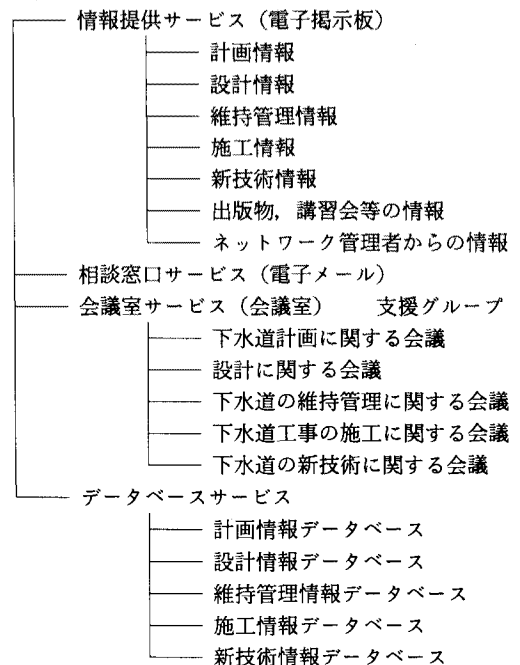 情報提供サービス（電子掲示板）
計画情報
設計情報
維持管理情報
施工情報
新技術情報
出版物，講習会等の情報
ネットワーク管理者からの情報
相談窓口サービス（電子メール）
会議室サービス（会議室）　支援グループ
下水道計画に関する会議
設計に関する会議
下水道の維持管理に関する会議
下水道工事の施工に関する会議
下水道の新技術に関する会議
データベースサービス
計画情報データベース
設計情報データベース
維持管理情報データベース
施工情報データベース
新技術情報データベース